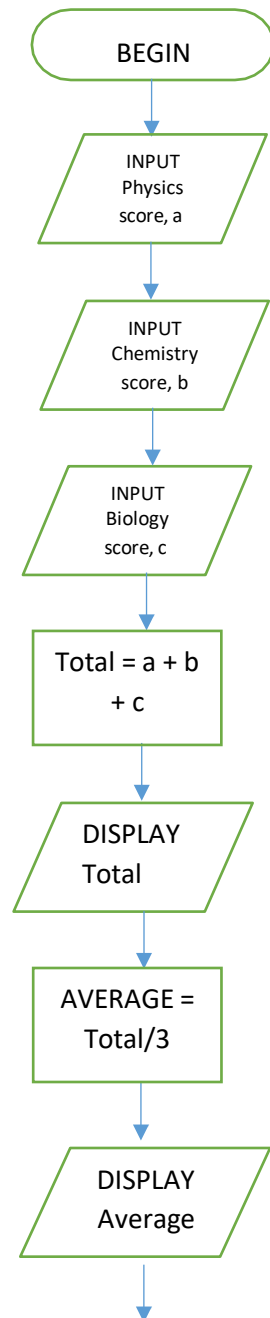 BEGIN
INPUT
Physics
score, a
INPUT
Chemistry
score, b
INPUT
Biology
score, c
Total = a + b
+ c
DISPLAY
Total
AVERAGE =
Total/3
DISPLAY
Average